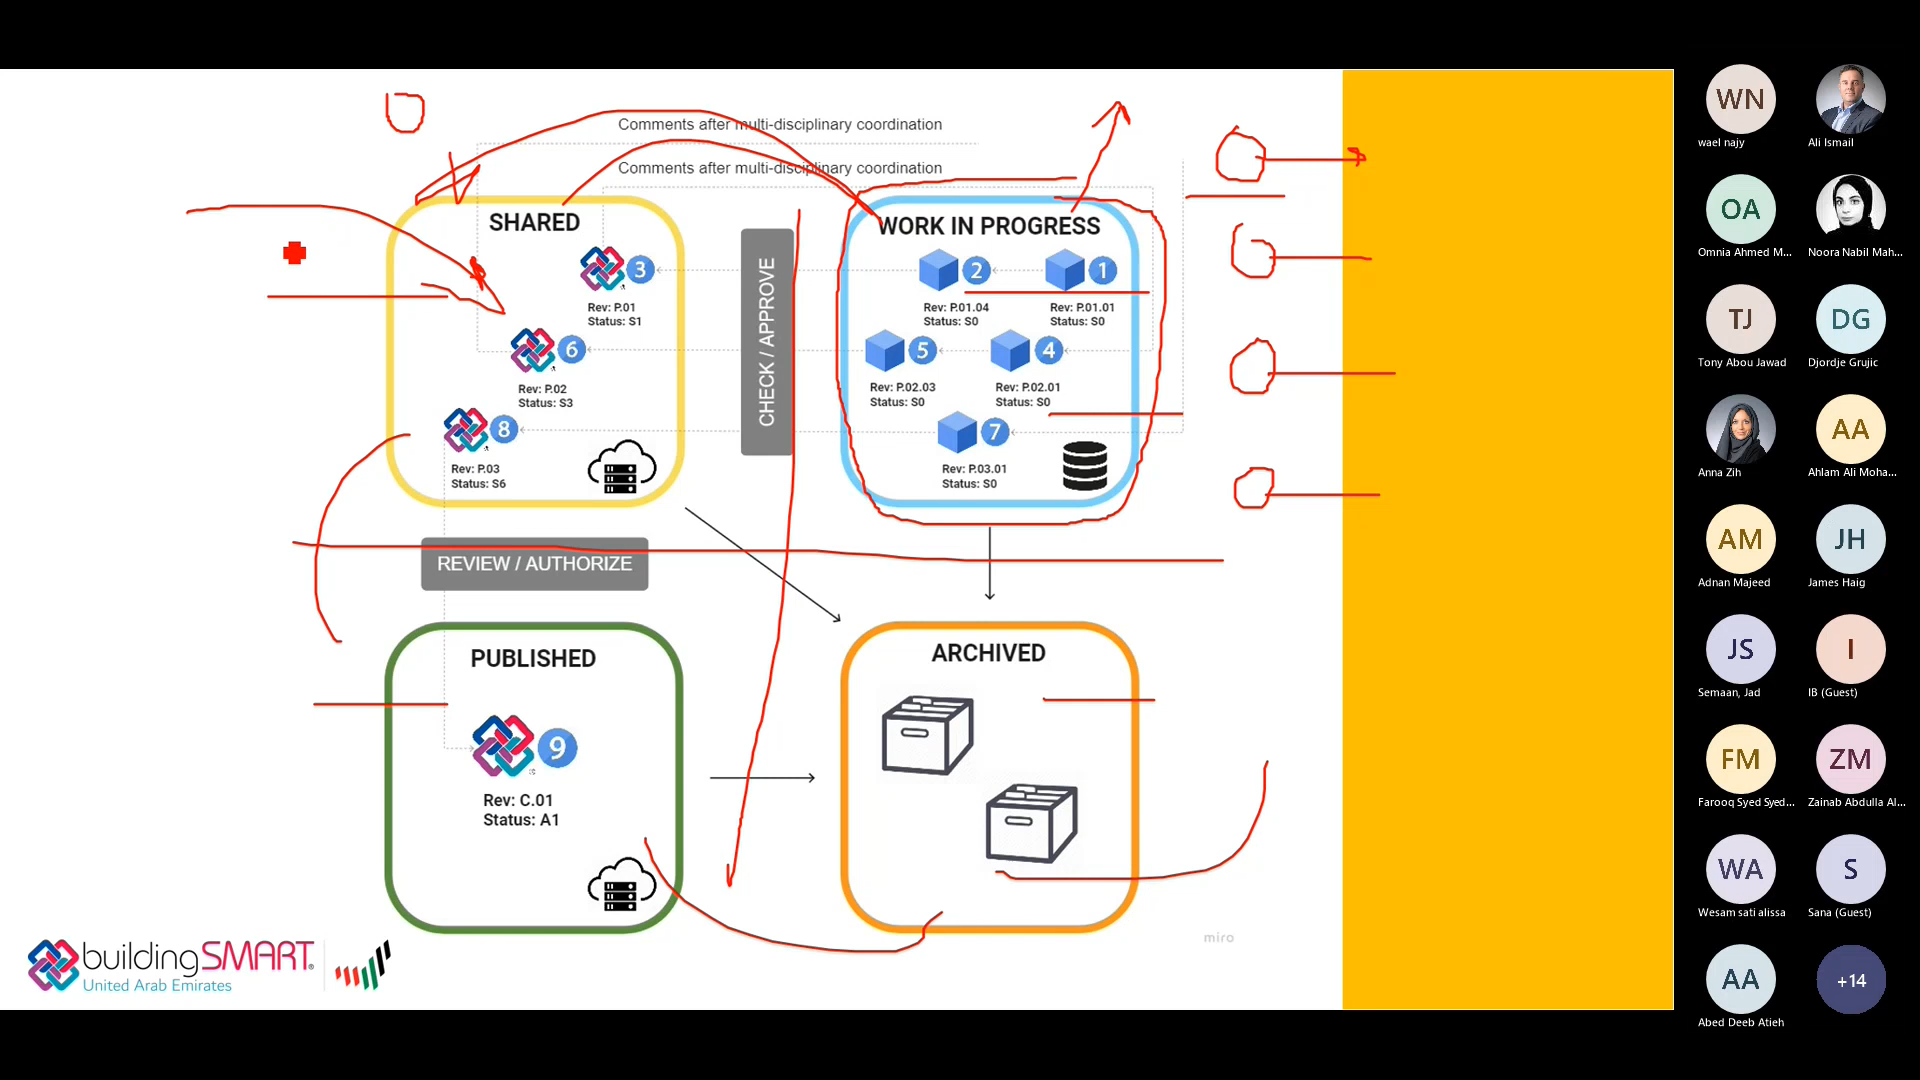 Comments after multi-disciplinary coordination
Comments after multi-disciplinary coordination
SHARED
3
Rev: P.01
Status: S1
6
Rev: P.02
Status: S3
8
Rev: P.03
Status: S6
CHECK / APPROVE
WORK IN PROGRESS
2
1
Rev: P.01.04
Status: S0
Rev: P.01.01
Status: S0
5
4
Rev: P.02.03
Status: S0
Rev: P.02.01
Status: S0
7
Rev: P.03.01
Status: S0
REVIEW / AUTHORIZE
PUBLISHED
9
Rev: C.01
Status: A1
ARCHIVED
miro
buildingSMART
United Arab Emirates
WN
wael najy
Ali Ismail
OA
Omnia Ahmed M...
Noora Nabil Mah...
TJ
Tony Abou Jawad
DG
Djordje Grujic
Anna Zih
AA
Ahlam Ali Moha...
AM
Adnan Majeed
JH
James Haig
JS
Semaan, Jad
I
IB (Guest)
FM
Farooq Syed Syed...
ZM
Zainab Abdulla Al...
WA
Wesam sati alissa
S
Sana (Guest)
AA
Abed Deeb Atieh
+14